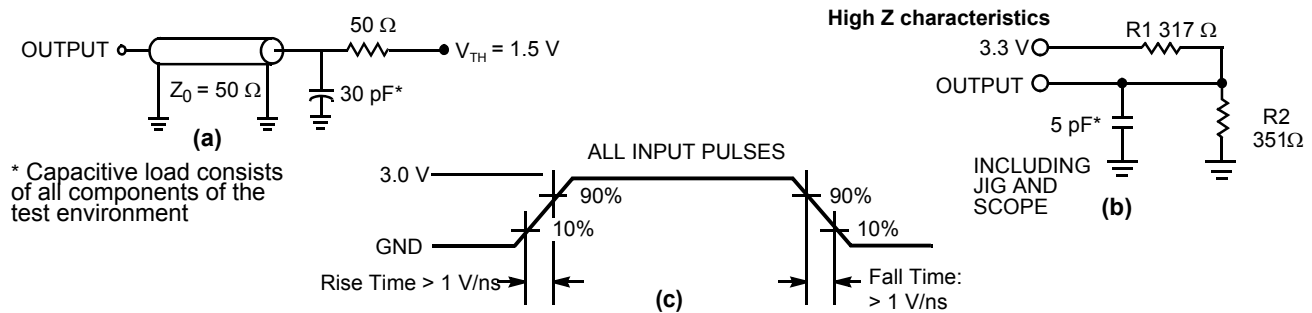 50 Ω
OUTPUT
V_TH = 1.5 V
Z_0 = 50 Ω
30 pF*
(a)
* Capacitive load consists
of all components of the
test environment
High Z characteristics
R1 317 Ω
3.3 V
OUTPUT
5 pF*
R2
351Ω
INCLUDING
JIG AND
SCOPE
(b)
ALL INPUT PULSES
3.0 V
90%
90%
10%
10%
GND
Rise Time > 1 V/ns
Fall Time:
> 1 V/ns
(c)